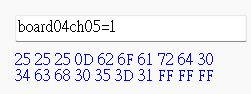 board04ch05=1
25 25 25 0D 62 6F 61 72 64 30
34 63 68 30 35 3D 31 FF FF FF